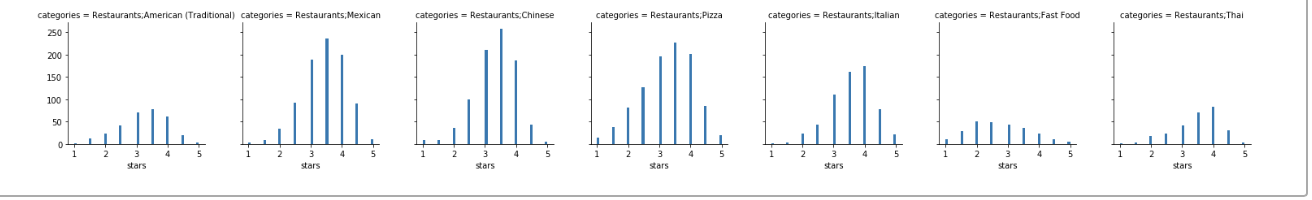 categories = Restaurants;American (Traditional) categories = Restaurants;Mexican categories = Restaurants;Chinese categories = Restaurants;Pizza categories = Restaurants;Italian categories = Restaurants;Fast Food categories = Restaurants;Thai
250
200
150
100
50
0
1 2 3 4 5 1 2 3 4 5 1 2 3 4 5 1 2 3 4 5 1 2 3 4 5 1 2 3 4 5 1 2 3 4 5
stars stars stars stars stars stars stars